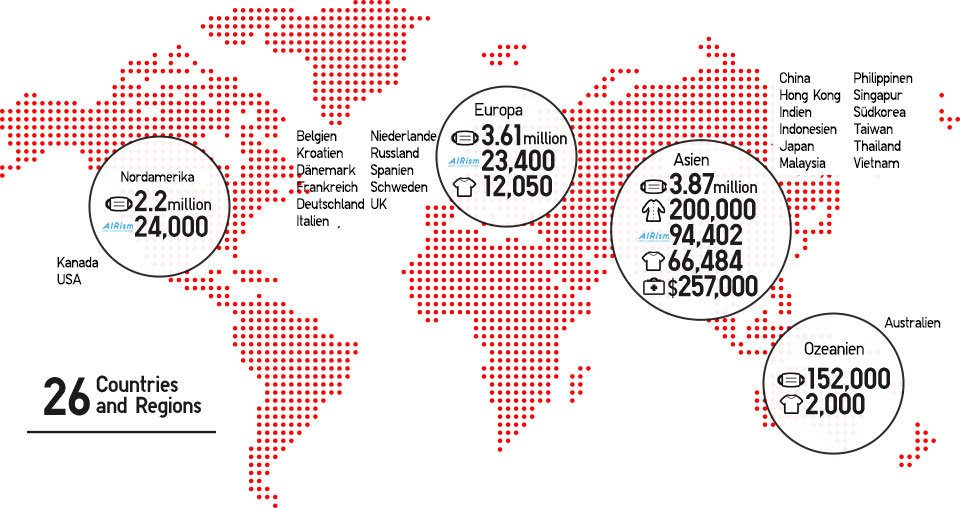 Nordamerika
2.2million
AIRism 24,000
Kanada
USA
Belgien
Kroatien
Dänemark
Frankreich
Deutschland
Italien
Niederlande
Russland
Spanien
Schweden
UK
Europa
3.61million
AIRism 23,400
12,050
Asien
3.87million
200,000
AIRism 94,402
66,484
$257,000
China
Hong Kong
Indien
Indonesien
Japan
Malaysia
Philippinen
Singapur
Südkorea
Taiwan
Thailand
Vietnam
Australien
Ozeanien
152,000
2,000
26 Countries
and Regions